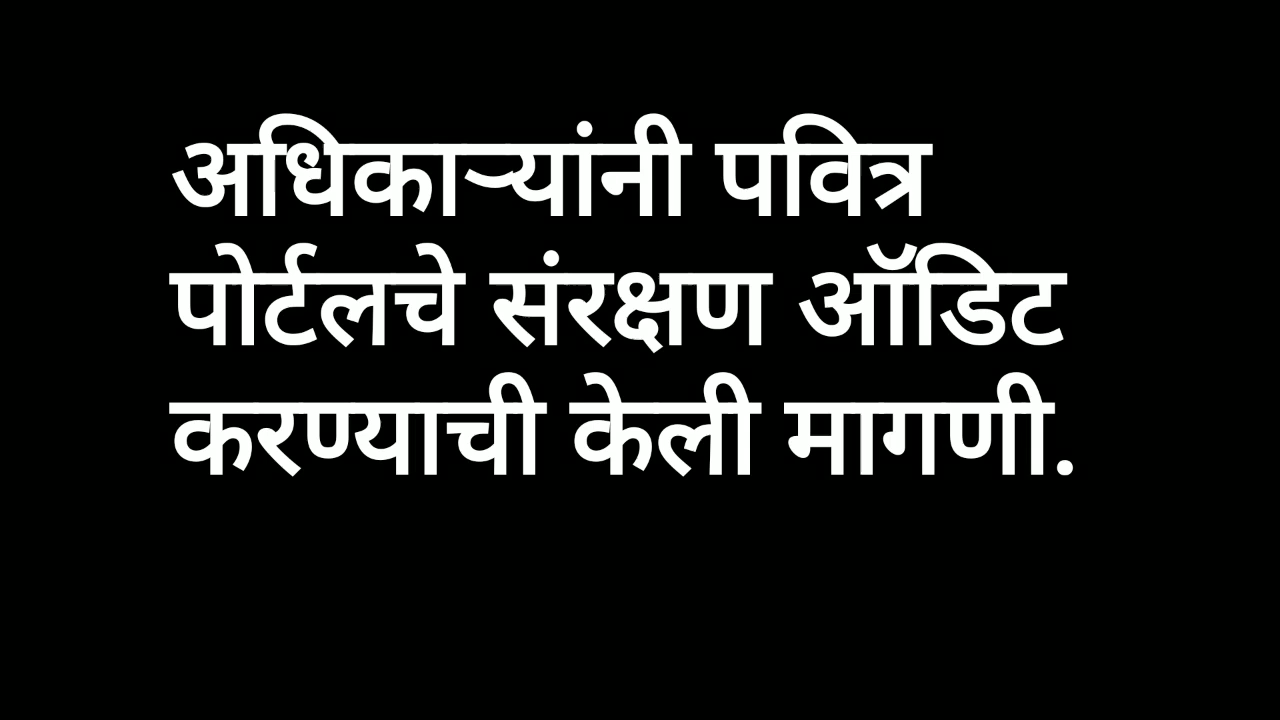 अधिकाऱ्यांनी पवित्र
पोर्टलचे संरक्षण ऑडिट
करण्याची केली मागणी.